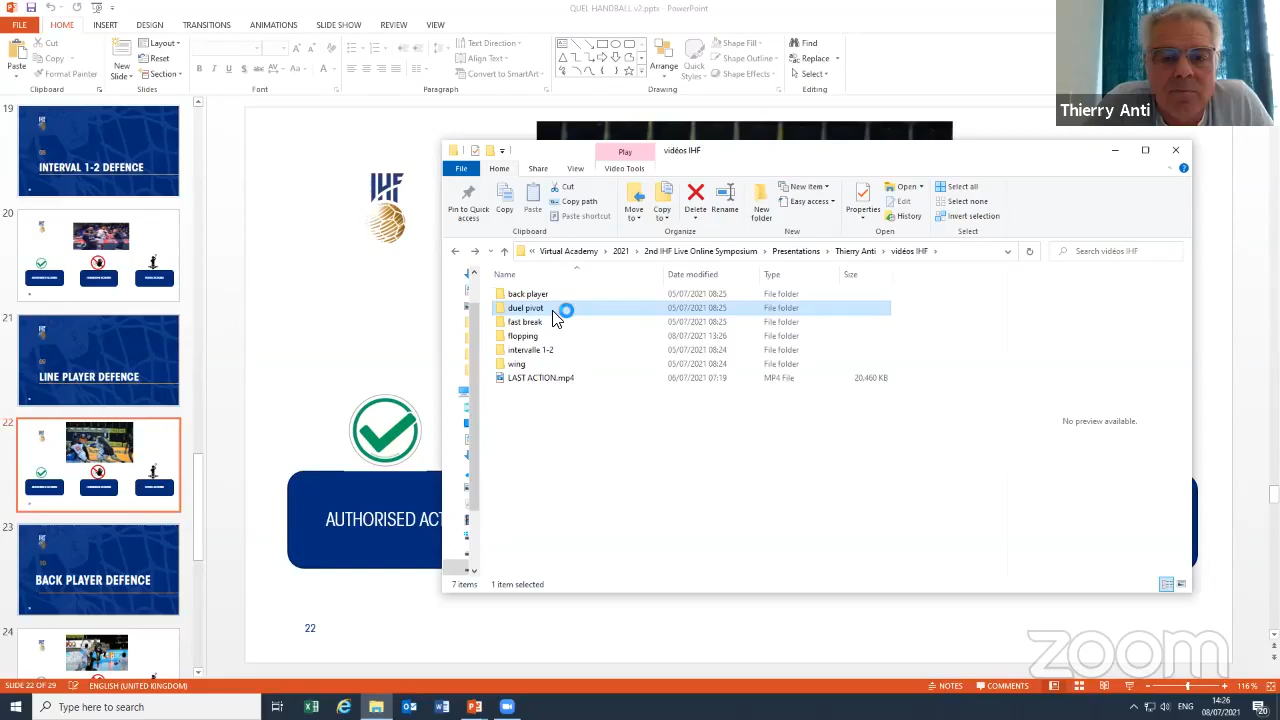 QUEL HANDBALL v2.pptx - PowerPoint
FILE HOME INSERT DESIGN TRANSITIONS ANIMATIONS SLIDE SHOW REVIEW VIEW
Paste
Cut
Copy
Format Painter
Clipboard
New
Slide
Layout
Reset
Section
Slides
B I U S abc AV Aa A
Font
Text Direction
Align Text
Convert to SmartArt
Paragraph
Arrange
Quick
Styles
Shape Fill
Shape Outline
Shape Effects
Drawing
Find
Replace
Select
Editing
Thierry Anti
19
INTERVAL 1-2 DEFENCE
20
21
LINE PLAYER DEFENCE
22
23
10
BACK PLAYER DEFENCE
24
IHF
AUTHORISED ACT
22
Play
vidéos IHF
File Home Share View Video Tools
Pin to Quick
access
Copy
Paste
Cut
Copy path
Paste shortcut
Clipboard
Move
to
Copy
to
Delete
Rename
Organize
New
folder
New item
Easy access
New
Properties
Open
Edit
History
Open
Select all
Select none
Invert selection
Select
« Virtual Academy › 2021 › 2nd IHF Live Online Symposium › Presentations › Thierry Anti › vidéos IHF ›
Search vidéos IHF
Name Date modified Type Size
back player 05/07/2021 08:25 File folder
duel pivot 05/07/2021 08:25 File folder
fast break 05/07/2021 08:25 File folder
flopping 08/07/2021 13:26 File folder
intervalle 1-2 05/07/2021 08:24 File folder
wing 05/07/2021 08:24 File folder
LAST ACTION.mp4 06/07/2021 07:19 MP4 File 20,460 KB
No preview available.
7 items 1 item selected
zoom
SLIDE 22 OF 29 ENGLISH (UNITED KINGDOM) NOTES COMMENTS 116 %
Type here to search
ENG
14:26
08/07/2021
20